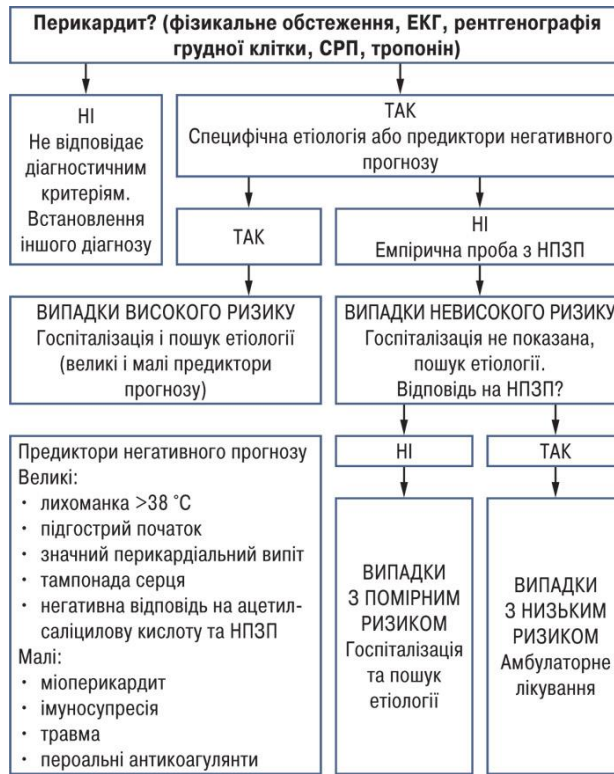 Перикардит? (фізикальне обстеження, ЕКГ, рентгенографія
грудної клітки, СРП, тропонін)
НІ
Не відповідає
діагностичним
критеріям.
Встановлення
іншого діагнозу
ТАК
Специфічна етіологія або предиктори негативного
прогнозу
ТАК
НІ
Емпірична проба з НПЗП
ВИПАДКИ ВИСОКОГО РИЗИКУ
Госпіталізація і пошук етіології
(великі і малі предиктори
прогнозу)
ВИПАДКИ НЕВИСОКОГО РИЗИКУ
Госпіталізація не показана,
пошук етіології.
Відповідь на НПЗП?
Предиктори негативного прогнозу
Великі:
· лихоманка >38 °C
· підгострий початок
· значний перикардіальний випіт
· тампонада серця
· негативна відповідь на ацетил-
саліцилову кислоту та НПЗП
Малі:
· міоперикардит
· імуносупресія
· травма
· пероальні антикоагулянти
НІ
ТАК
ВИПАДКИ
З ПОМІРНИМ
РИЗИКОМ
Госпіталізація
та пошук
етіології
ВИПАДКИ
З НИЗЬКИМ
РИЗИКОМ
Амбулаторне
лікування